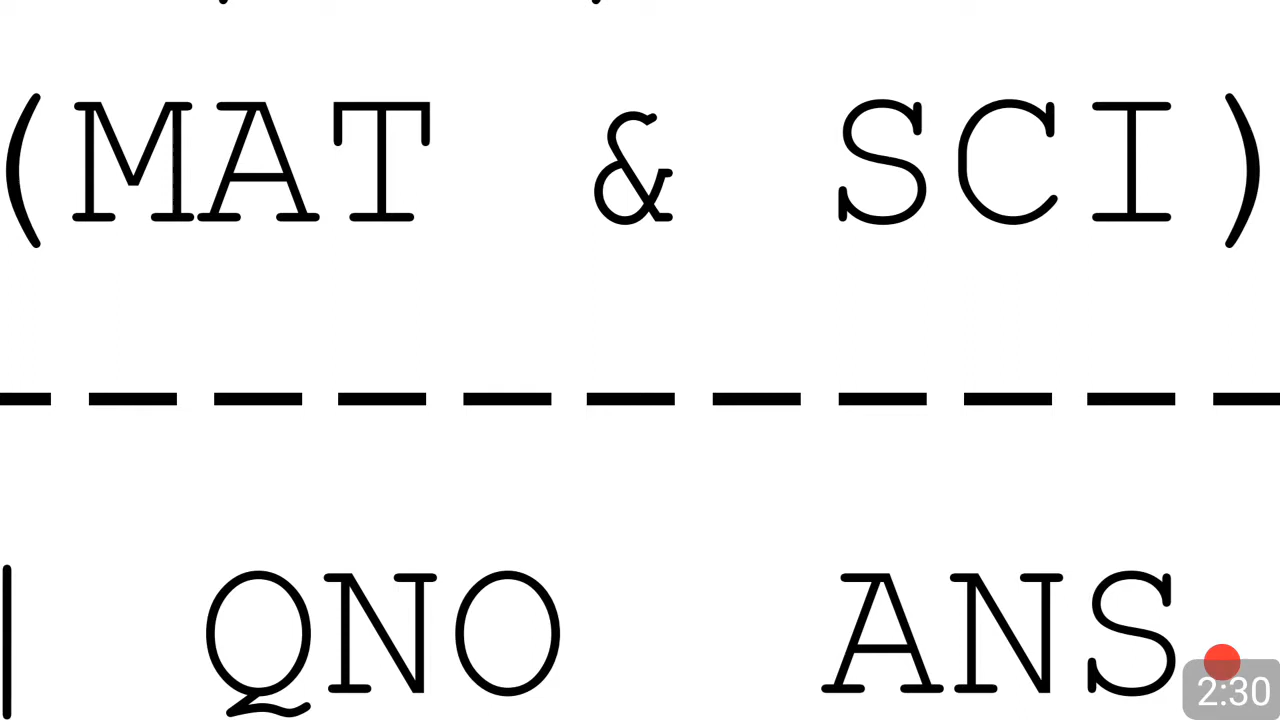 (MAT & SCI)
- - - - - - - - - - -
| QNO ANS
2:30